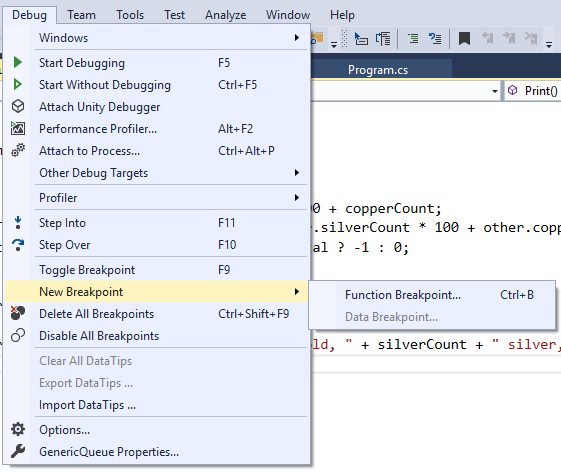 Debug Team Tools Test Analyze Window Help
Windows
Start Debugging F5
Program.cs
Start Without Debugging Ctrl+F5
Print()
Attach Unity Debugger
Performance Profiler... Alt+F2
Attach to Process... Ctrl+Alt+P
Other Debug Targets
Profiler
00 + copperCount;
Step Into F11
.silverCount * 100 + other.copp
Step Over F10
al ? -1 : 0;
Toggle Breakpoint F9
New Breakpoint
Function Breakpoint... Ctrl+B
Delete All Breakpoints Ctrl+Shift+F9
Data Breakpoint...
Disable All Breakpoints
ld, " + silverCount + " silver,
Clear All DataTips
Export DataTips ...
Import DataTips ...
Options...
GenericQueue Properties...